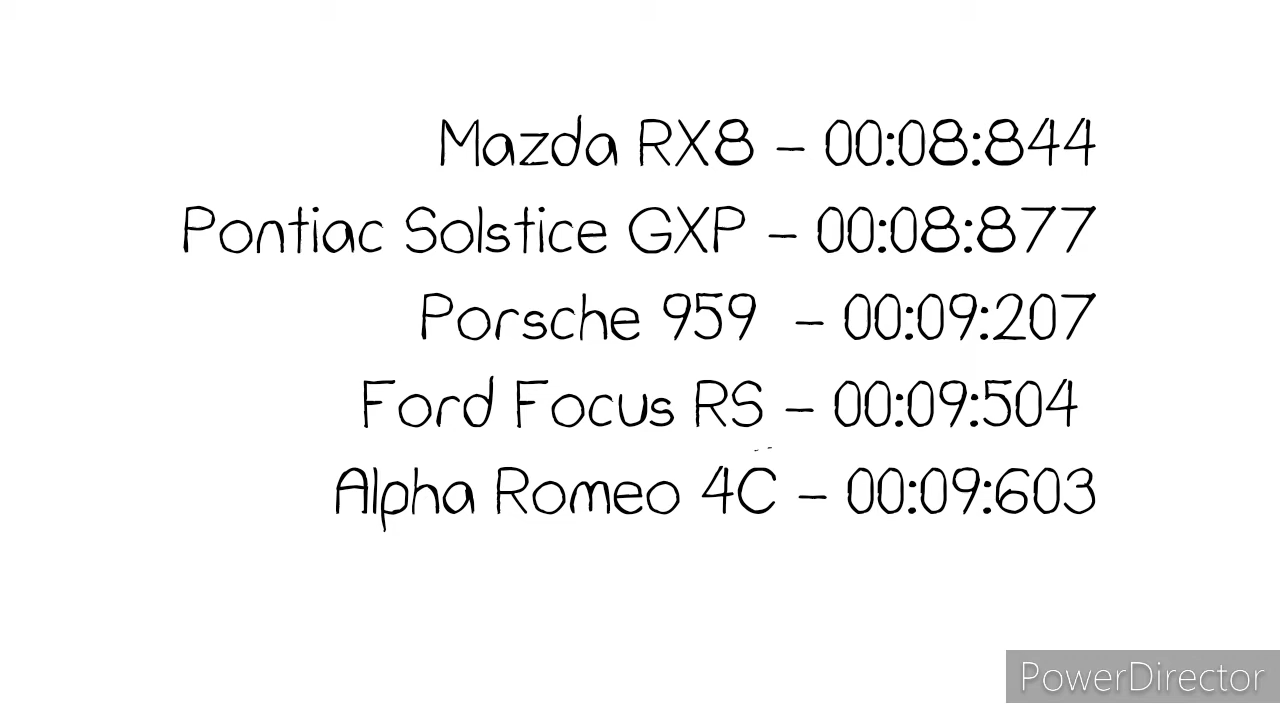 Mazda RX8 - 00:08:844
Pontiac Solstice GXP - 00:08:877
Porsche 959 - 00:09:207
Ford Focus RS - 00:09:504
Alpha Romeo 4C - 00:09:603
PowerDirector